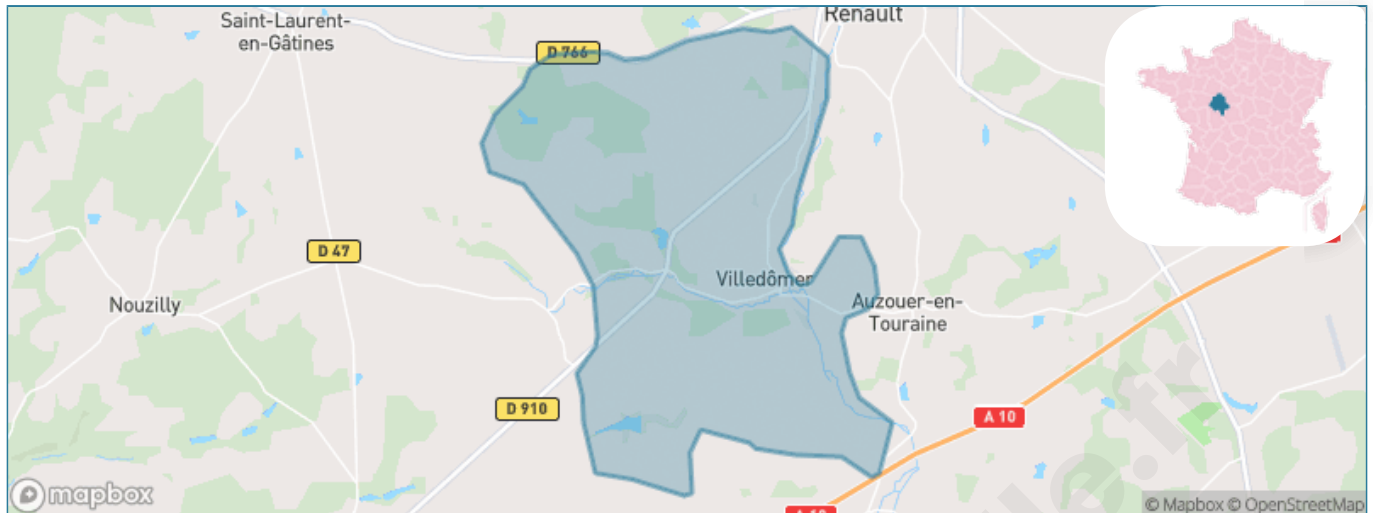 Saint-Laurent-
en-Gâtines
D 766
Renault
D 47
Nouzilly
Villedômer
Auzouer-en-
Touraine
D 910
A 10
mapbox
© Mapbox © OpenStreetMap